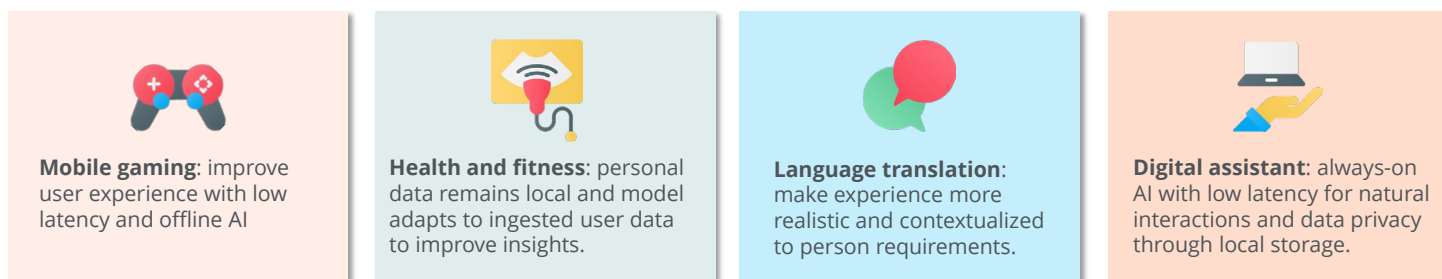 Mobile gaming: improve
user experience with low
latency and offline AI
Health and fitness: personal
data remains local and model
adapts to ingested user data
to improve insights.
Language translation:
make experience more
realistic and contextualized
to person requirements.
Digital assistant: always-on
AI with low latency for natural
interactions and data privacy
through local storage.